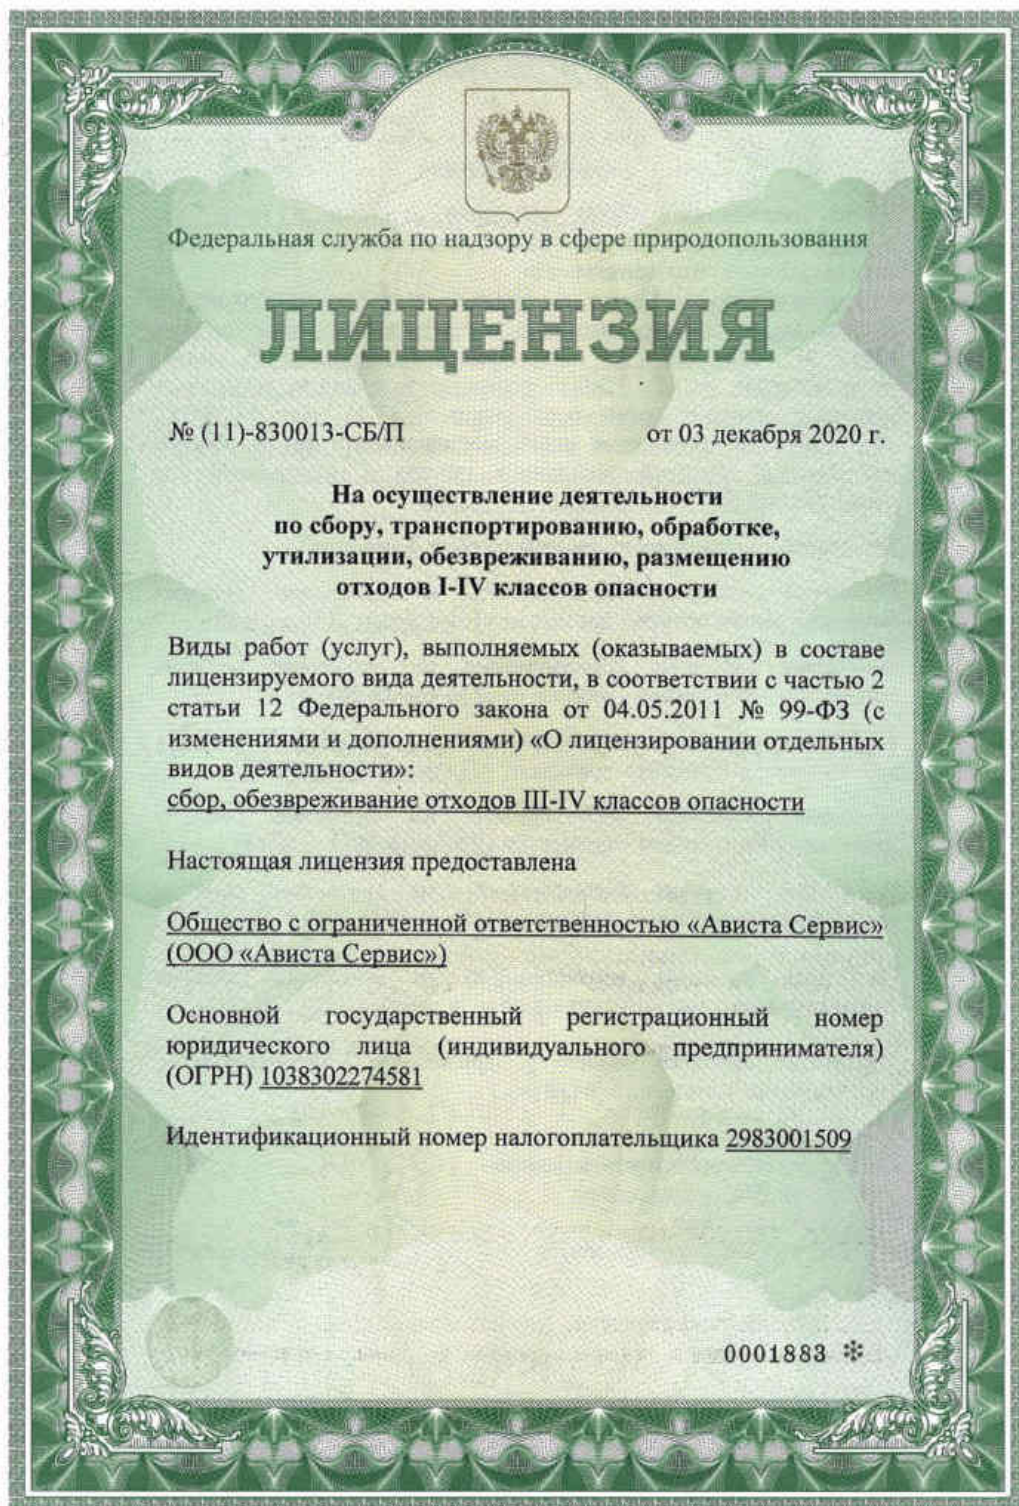 Федеральная служба по надзору в сфере природопользования
ЛИЦЕНЗИЯ
№ (11)-830013-СБ/П от 03 декабря 2020 г.
На осуществление деятельности
по сбору, транспортированию, обработке,
утилизации, обезвреживанию, размещению
отходов I-IV классов опасности
Виды работ (услуг), выполняемых (оказываемых) в составе
лицензируемого вида деятельности, в соответствии с частью 2
статьи 12 Федерального закона от 04.05.2011 № 99-ФЗ (с
изменениями и дополнениями) «О лицензировании отдельных
видов деятельности»:
сбор, обезвреживание отходов III-IV классов опасности
Настоящая лицензия предоставлена
Общество с ограниченной ответственностью «Ависта Сервис»
(ООО «Ависта Сервис»)
Основной государственный регистрационный номер
юридического лица (индивидуального предпринимателя)
(ОГРН) 1038302274581
Идентификационный номер налогоплательщика 2983001509
0001883